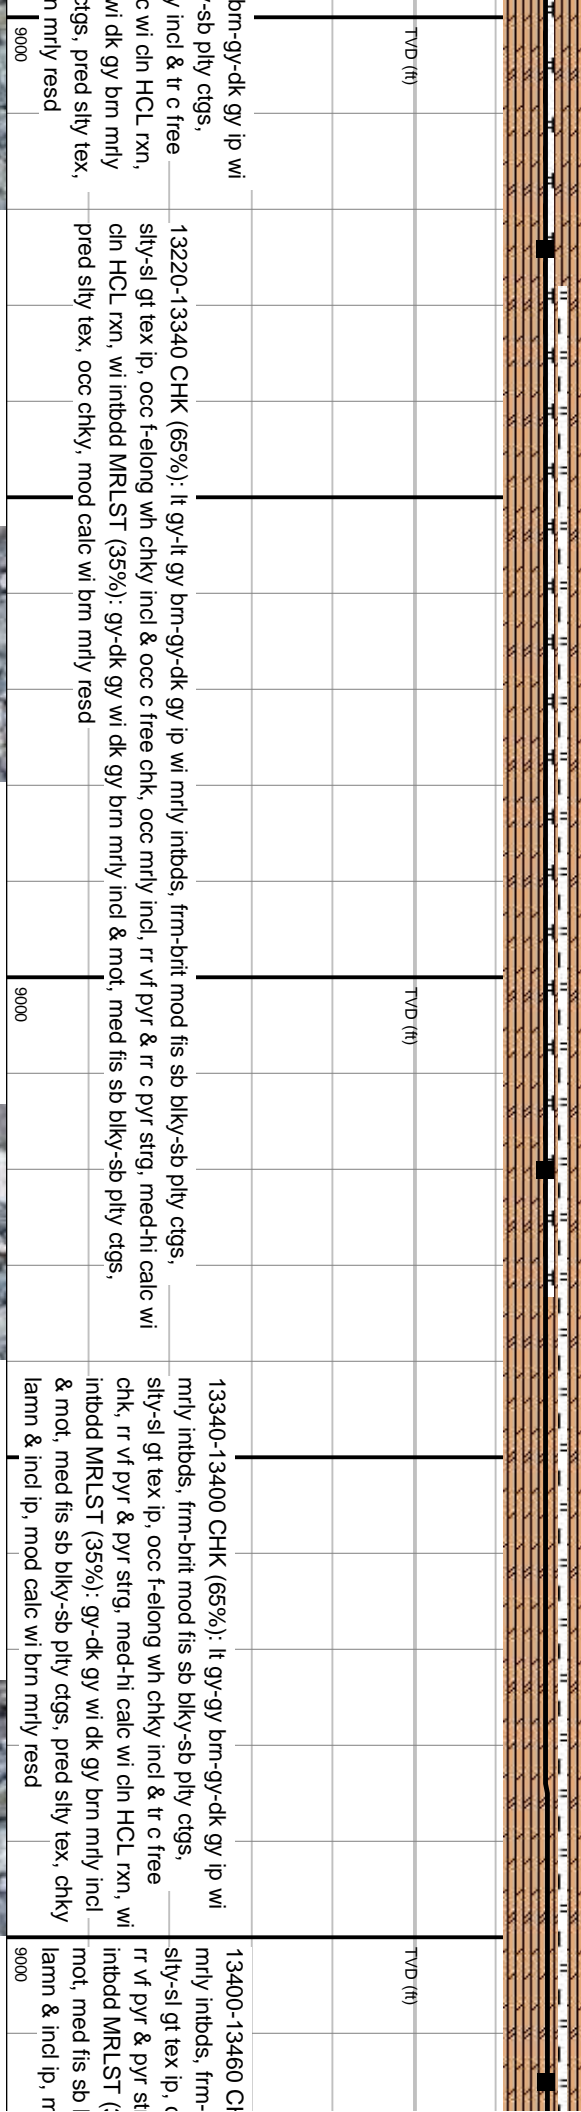 brn-gy-dk gy ip wi
-sb plty ctgs,
y incl & tr c free
c wi cln HCL rxn,
wi dk gy brn mrly
ctgs, pred slty tex,
n mrly resd
TVD (ft)
9000
13220-13340 CHK (65%): lt gy-lt gy brn-gy-dk gy ip wi mrly intbds, frm-brit mod fis sb blky-sb plty ctgs,
slty-sl gt tex ip, occ f-elong wh chky incl & occ c free chk, occ mrly incl, rr vf pyr & rr c pyr strg, med-hi calc wi
cln HCL rxn, wi intbdd MRLST (35%): gy-dk gy wi dk gy brn mrly incl & mot, med fis sb blky-sb plty ctgs,
pred slty tex, occ chky, mod calc wi brn mrly resd
TVD (ft)
9000
13340-13400 CHK (65%): lt gy-gy brn-gy-dk gy ip wi
mrly intbds, frm-brit mod fis sb blky-sb plty ctgs,
slty-sl gt tex ip, occ f-elong wh chky incl & tr c free
chk, rr vf pyr & pyr strg, med-hi calc wi cln HCL rxn, wi
intbdd MRLST (35%): gy-dk gy wi dk gy brn mrly incl
& mot, med fis sb blky-sb plty ctgs, pred slty tex, chky
lamn & incl ip, mod calc wi brn mrly resd
TVD (ft)
9000
13400-13460 CH
mrly intbds, frm-
slty-sl gt tex ip,
rr vf pyr & pyr st
intbdd MRLST (
mot, med fis sb
lamn & incl ip,